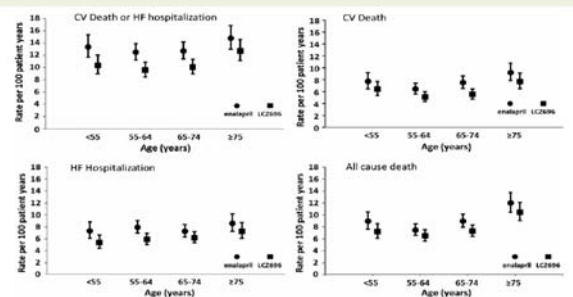 CV Death or HF hospitalization
Rate per 100 patient years
18
16
14
12
10
8
6
4
2
0
enalapril LCZ696
<55 55-64 65-74 ≥75
Age (years)
CV Death
Rate per 100 patient years
18
16
14
12
10
8
6
4
2
0
enalapril LCZ696
<55 55-64 65-74 ≥75
Age (years)
HF Hospitalization
Rate per 100 patient years
18
16
14
12
10
8
6
4
2
0
enalapril LCZ696
<55 55-64 65-74 ≥75
Age (years)
All cause death
Rate per 100 patient years
18
16
14
12
10
8
6
4
2
0
enalapril LCZ696
<55 55-64 65-74 ≥75
Age (years)